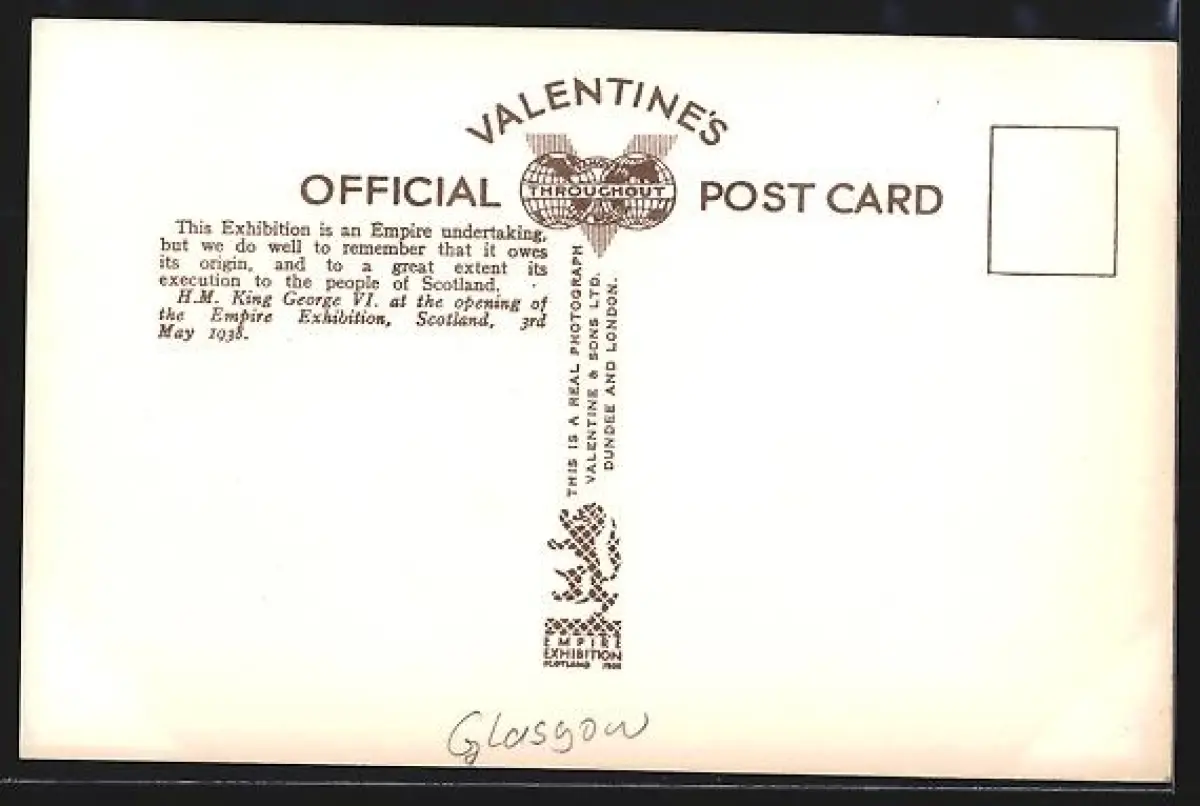 VALENTINE'S
OFFICIAL THROUGHOUT POST CARD
This Exhibition is an Empire undertaking,
but we do well to remember that it owes
its origin, and to a great extent its
execution to the people of Scotland.
H.M. King George VI. at the opening of
the Empire Exhibition, Scotland, 3rd
May 1938.
THIS IS A REAL PHOTOGRAPH
VALENTINE & SONS LTD.
DUNDEE AND LONDON.
EMPIRE
EXHIBITION
SCOTLAND 1938
Glasgow